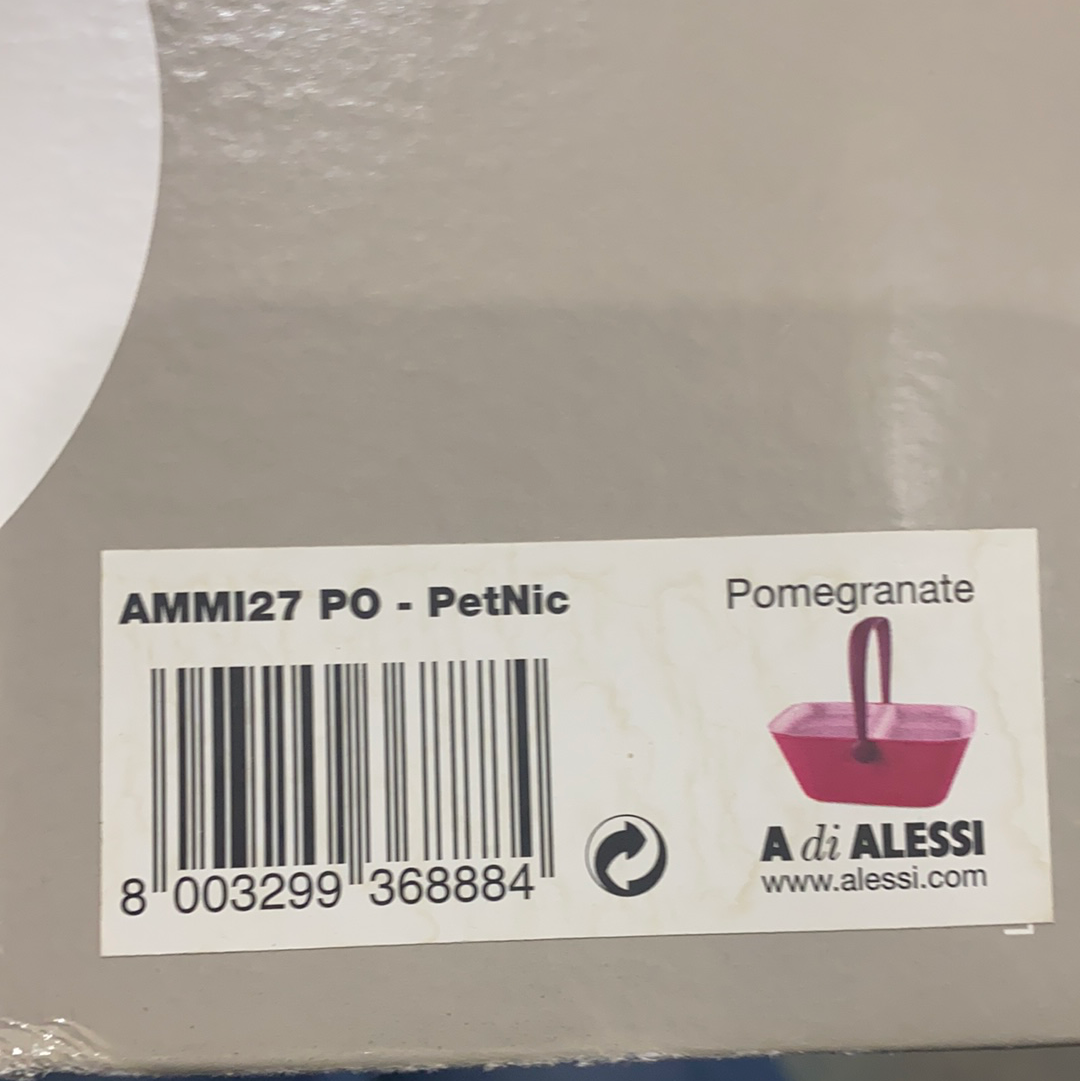 AMMI27 PO - PetNic
Pomegranate
8 003299 368884
A di ALESSI
www.alessi.com